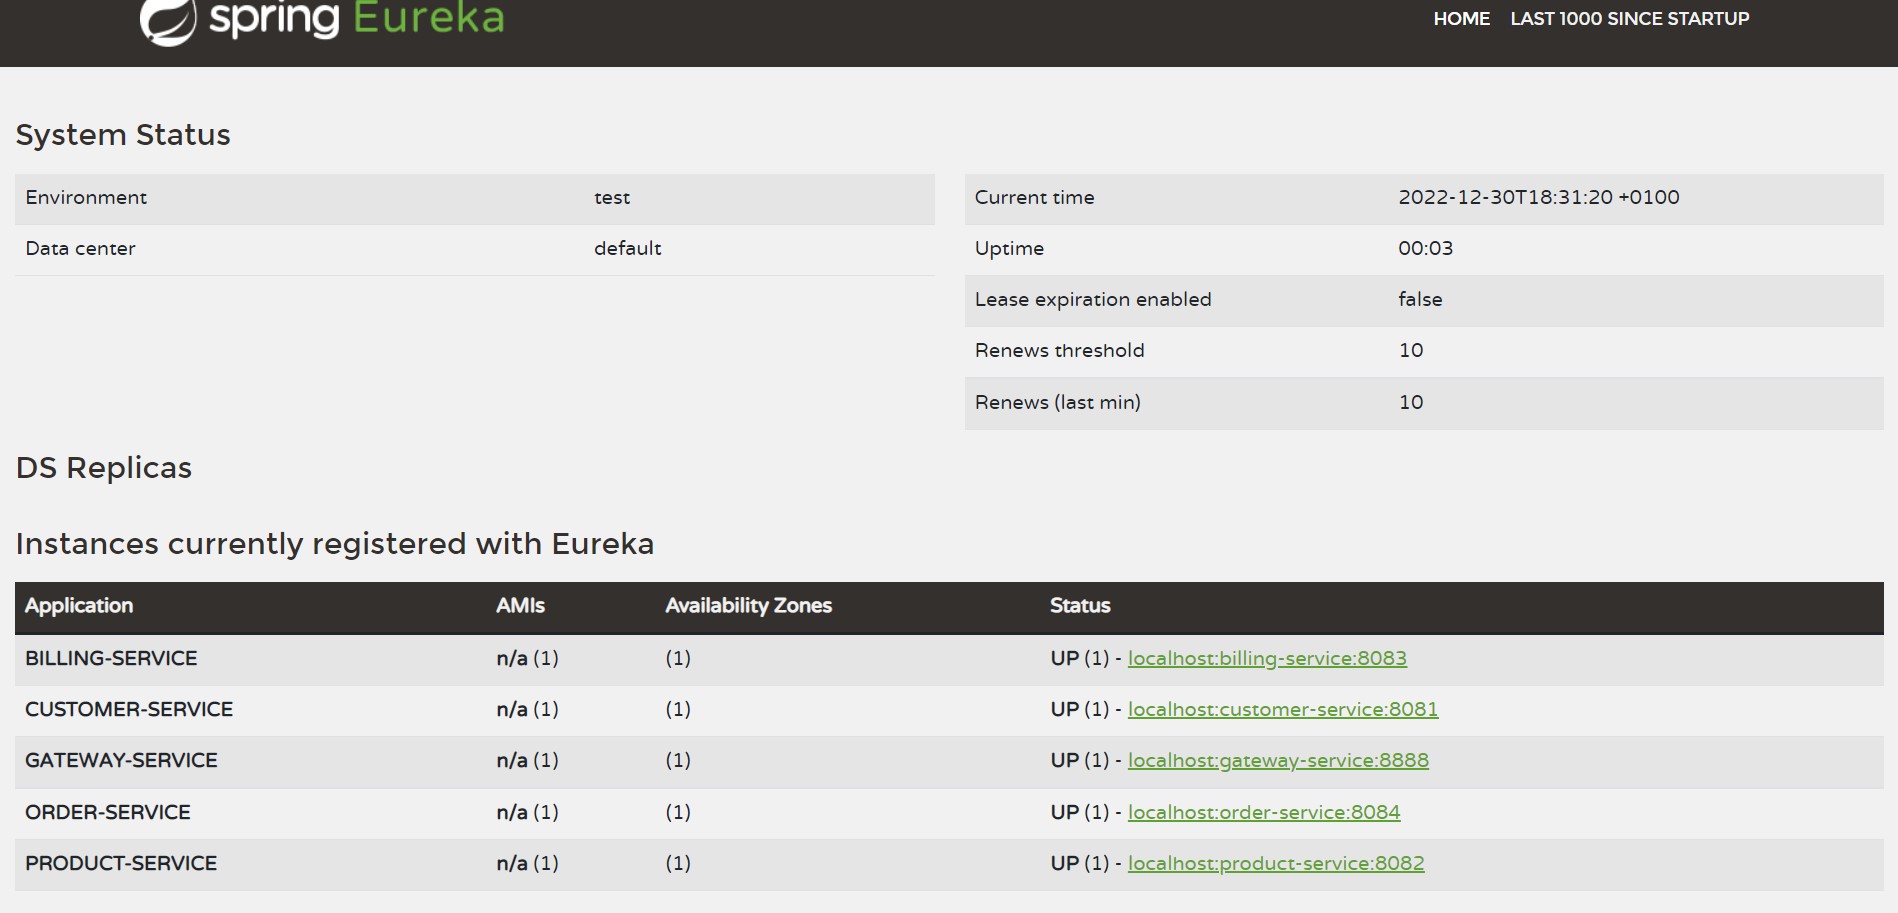 spring Eureka
HOME LAST 1000 SINCE STARTUP
System Status
Environment test
Data center default
Current time 2022-12-30T18:31:20 +0100
Uptime 00:03
Lease expiration enabled false
Renews threshold 10
Renews (last min) 10
DS Replicas
Instances currently registered with Eureka
Application AMIs Availability Zones Status
BILLING-SERVICE n/a (1) (1) UP (1) - localhost:billing-service:8083
CUSTOMER-SERVICE n/a (1) (1) UP (1) - localhost:customer-service:8081
GATEWAY-SERVICE n/a (1) (1) UP (1) - localhost:gateway-service:8888
ORDER-SERVICE n/a (1) (1) UP (1) - localhost:order-service:8084
PRODUCT-SERVICE n/a (1) (1) UP (1) - localhost:product-service:8082